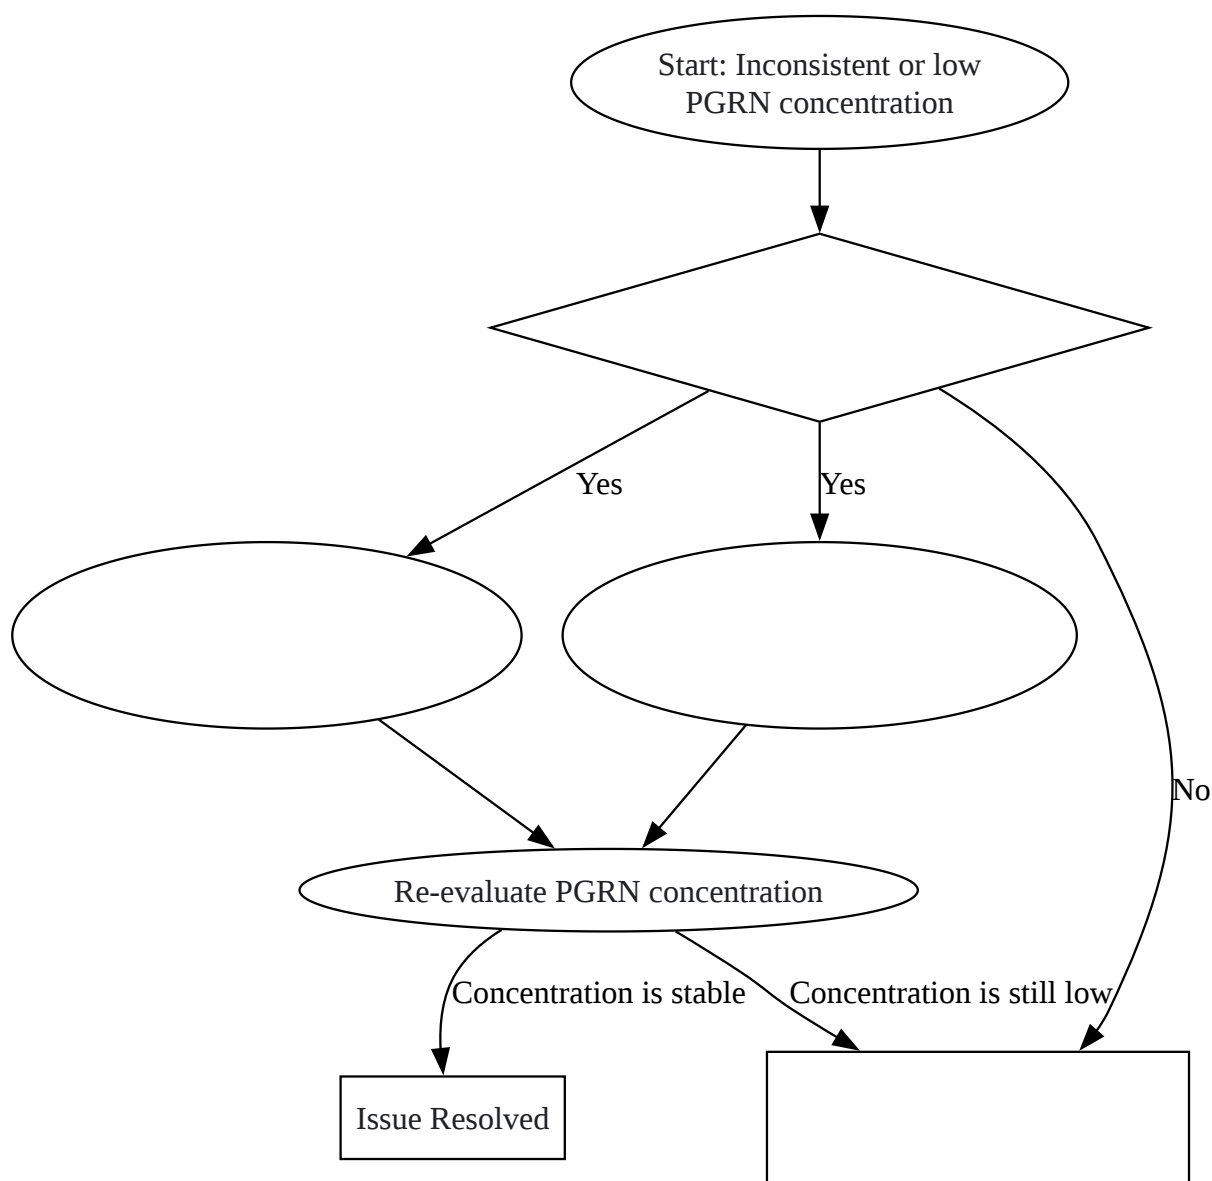 Start: Inconsistent or low
PGRN concentration
Yes
Yes
No
Re-evaluate PGRN concentration
Concentration is stable
Concentration is still low
Issue Resolved